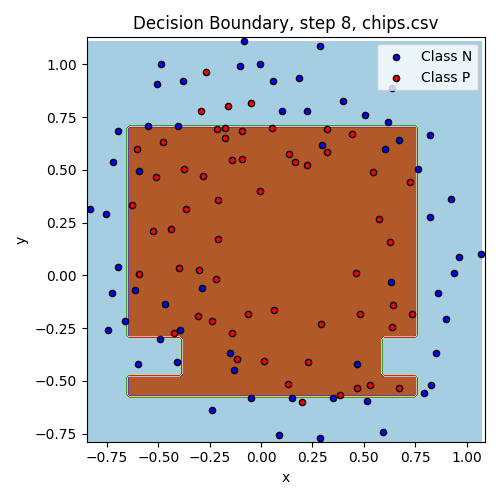 Decision Boundary, step 8, chips.csv
Class N
Class P
y
1.00
0.75
0.50
0.25
0.00
−0.25
−0.50
−0.75
−0.75 −0.50 −0.25 0.00 0.25 0.50 0.75 1.00
x